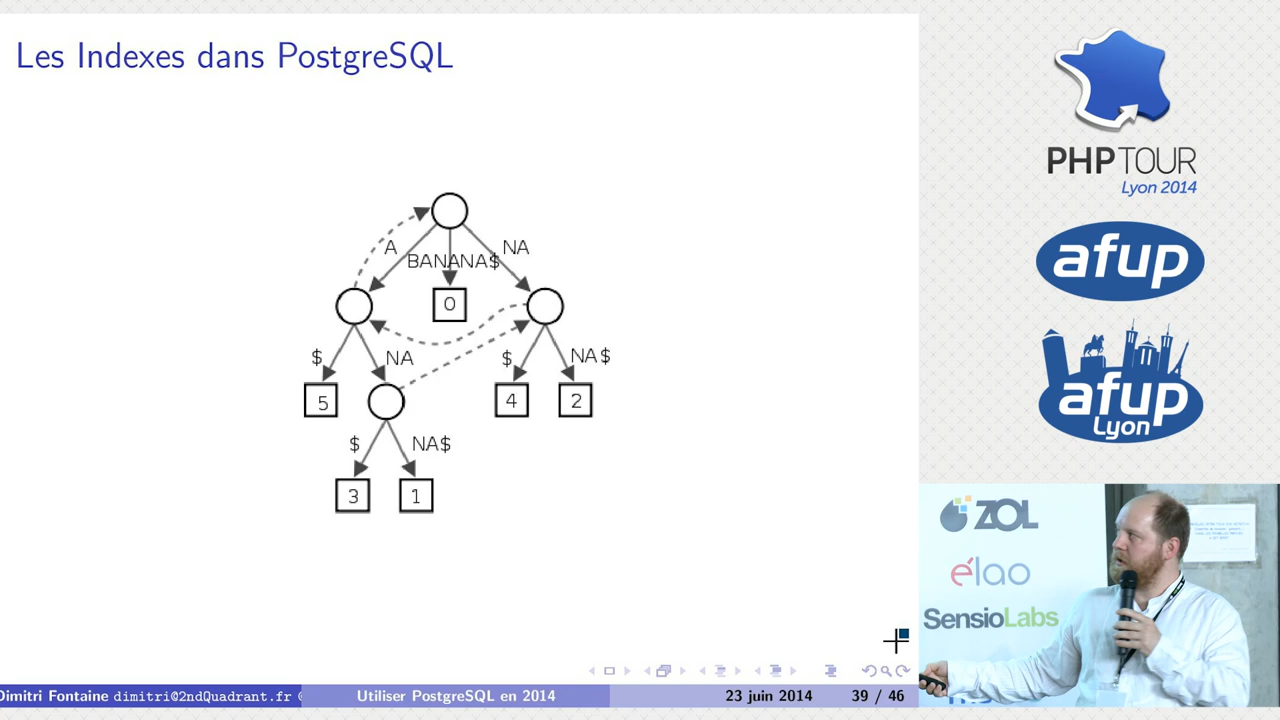 Les Indexes dans PostgreSQL
A
BANANA$
NA
0
$
NA
$
NA$
5
4
2
$
NA$
3
1
Dimitri Fontaine dimitri@2ndQuadrant.fr
Utiliser PostgreSQL en 2014
23 juin 2014
39 / 46
PHPTOUR
Lyon 2014
afup
afup
Lyon
ZOL
élao
SensioLabs